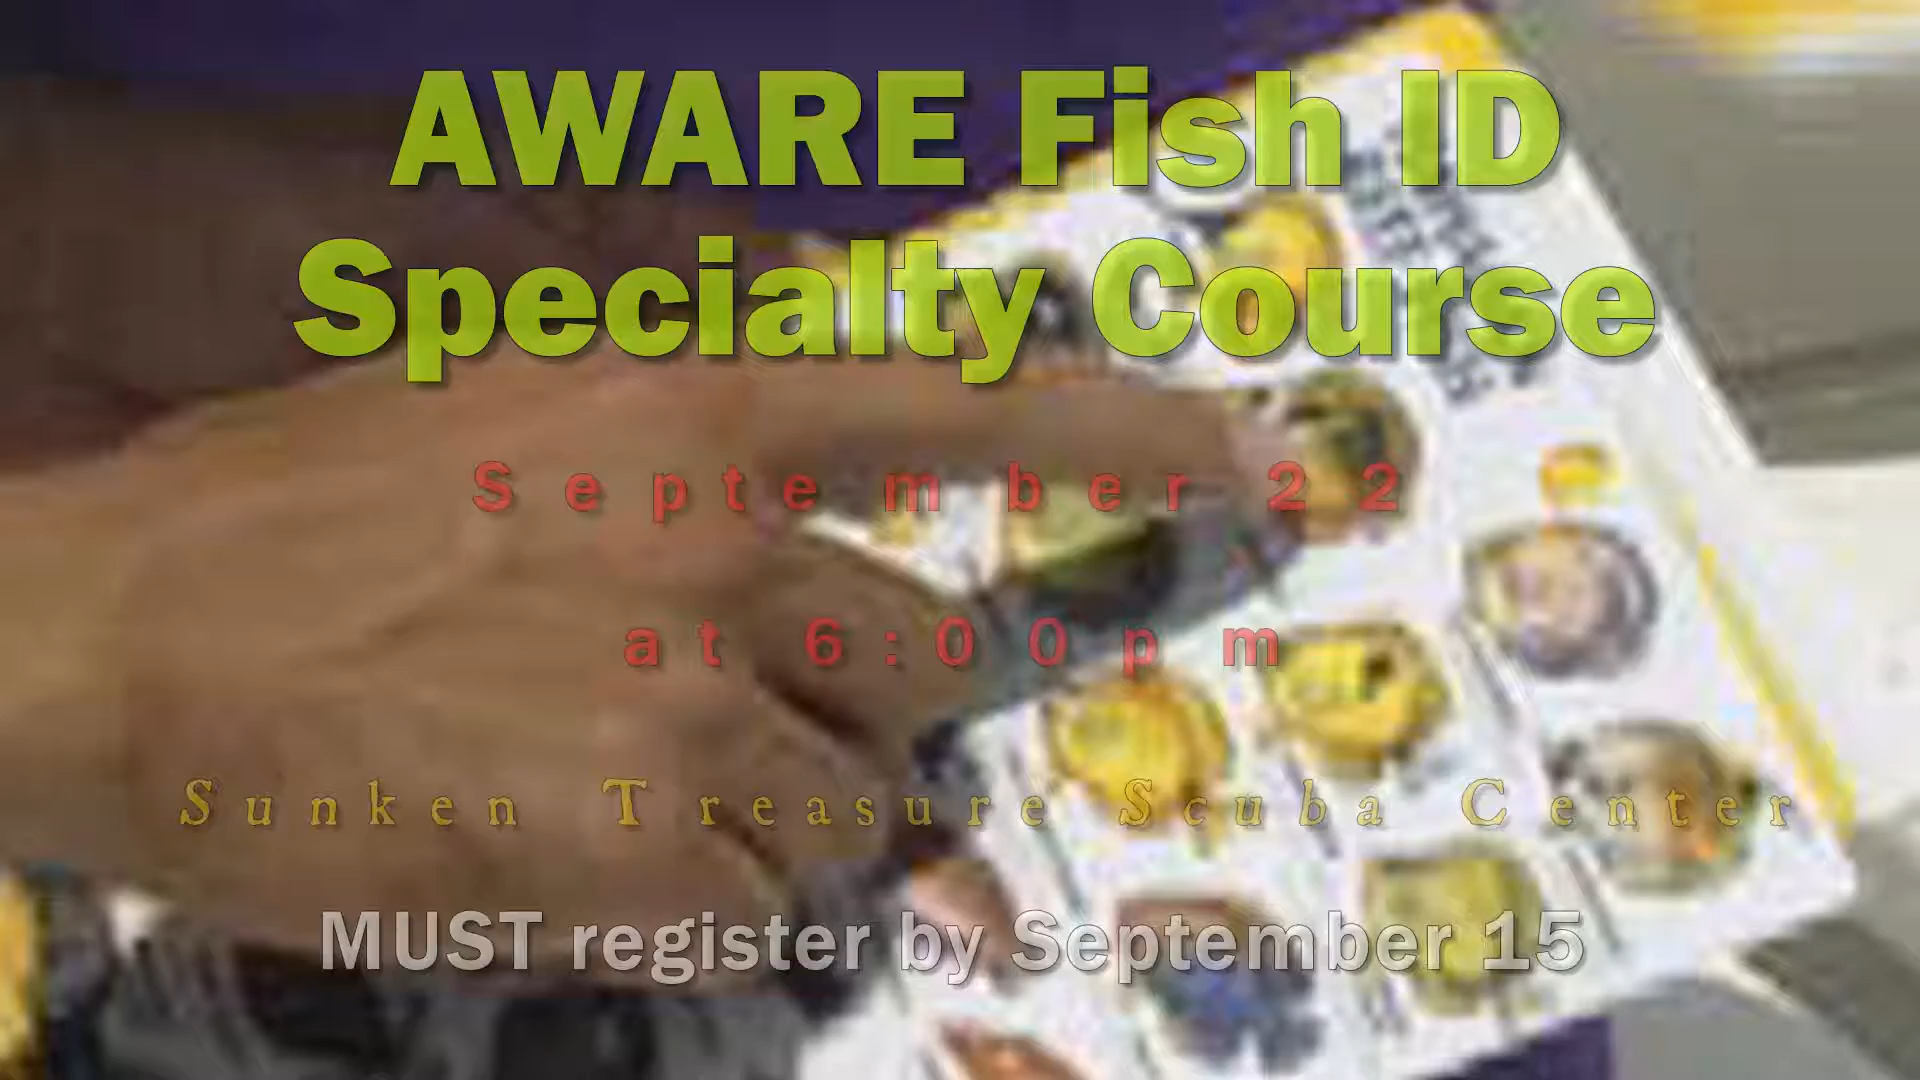 AWARE Fish ID
Specialty Course
September 22
at 6:00pm
Sunken Treasure Scuba Center
MUST register by September 15